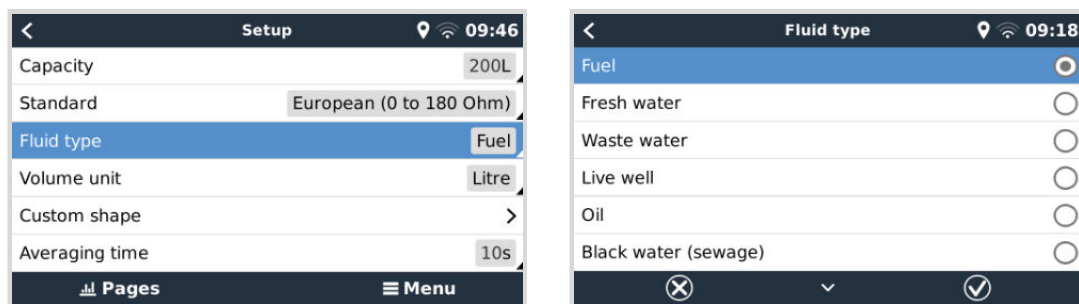 Setup 09:46
Capacity 200L
Standard European (0 to 180 Ohm)
Fluid type Fuel
Volume unit Litre
Custom shape
Averaging time 10s
Pages Menu
Fluid type 09:18
Fuel
Fresh water
Waste water
Live well
Oil
Black water (sewage)